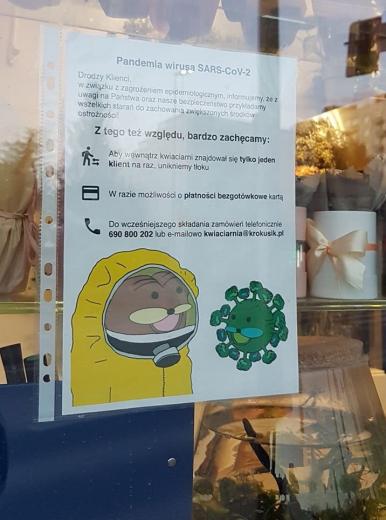 Pandemia wirusa SARS-CoV-2
Drodzy Klienci,
w związku z zagrożeniem epidemiologicznym, informujemy, że z
uwagi na Państwa oraz nasze bezpieczeństwo przykładamy
wszelkich starań do zachowania zwiększonych środków
ostrożności!
Z tego też względu, bardzo zachęcamy:
Aby wewnątrz kwiaciarni znajdował się tylko jeden
klient na raz, unikniemy tłoku
W razie możliwości o płatności bezgotówkowe kartą
Do wcześniejszego składania zamówień telefonicznie
690 800 202 lub e-mailowo kwiaciarnia@krokusik.pl